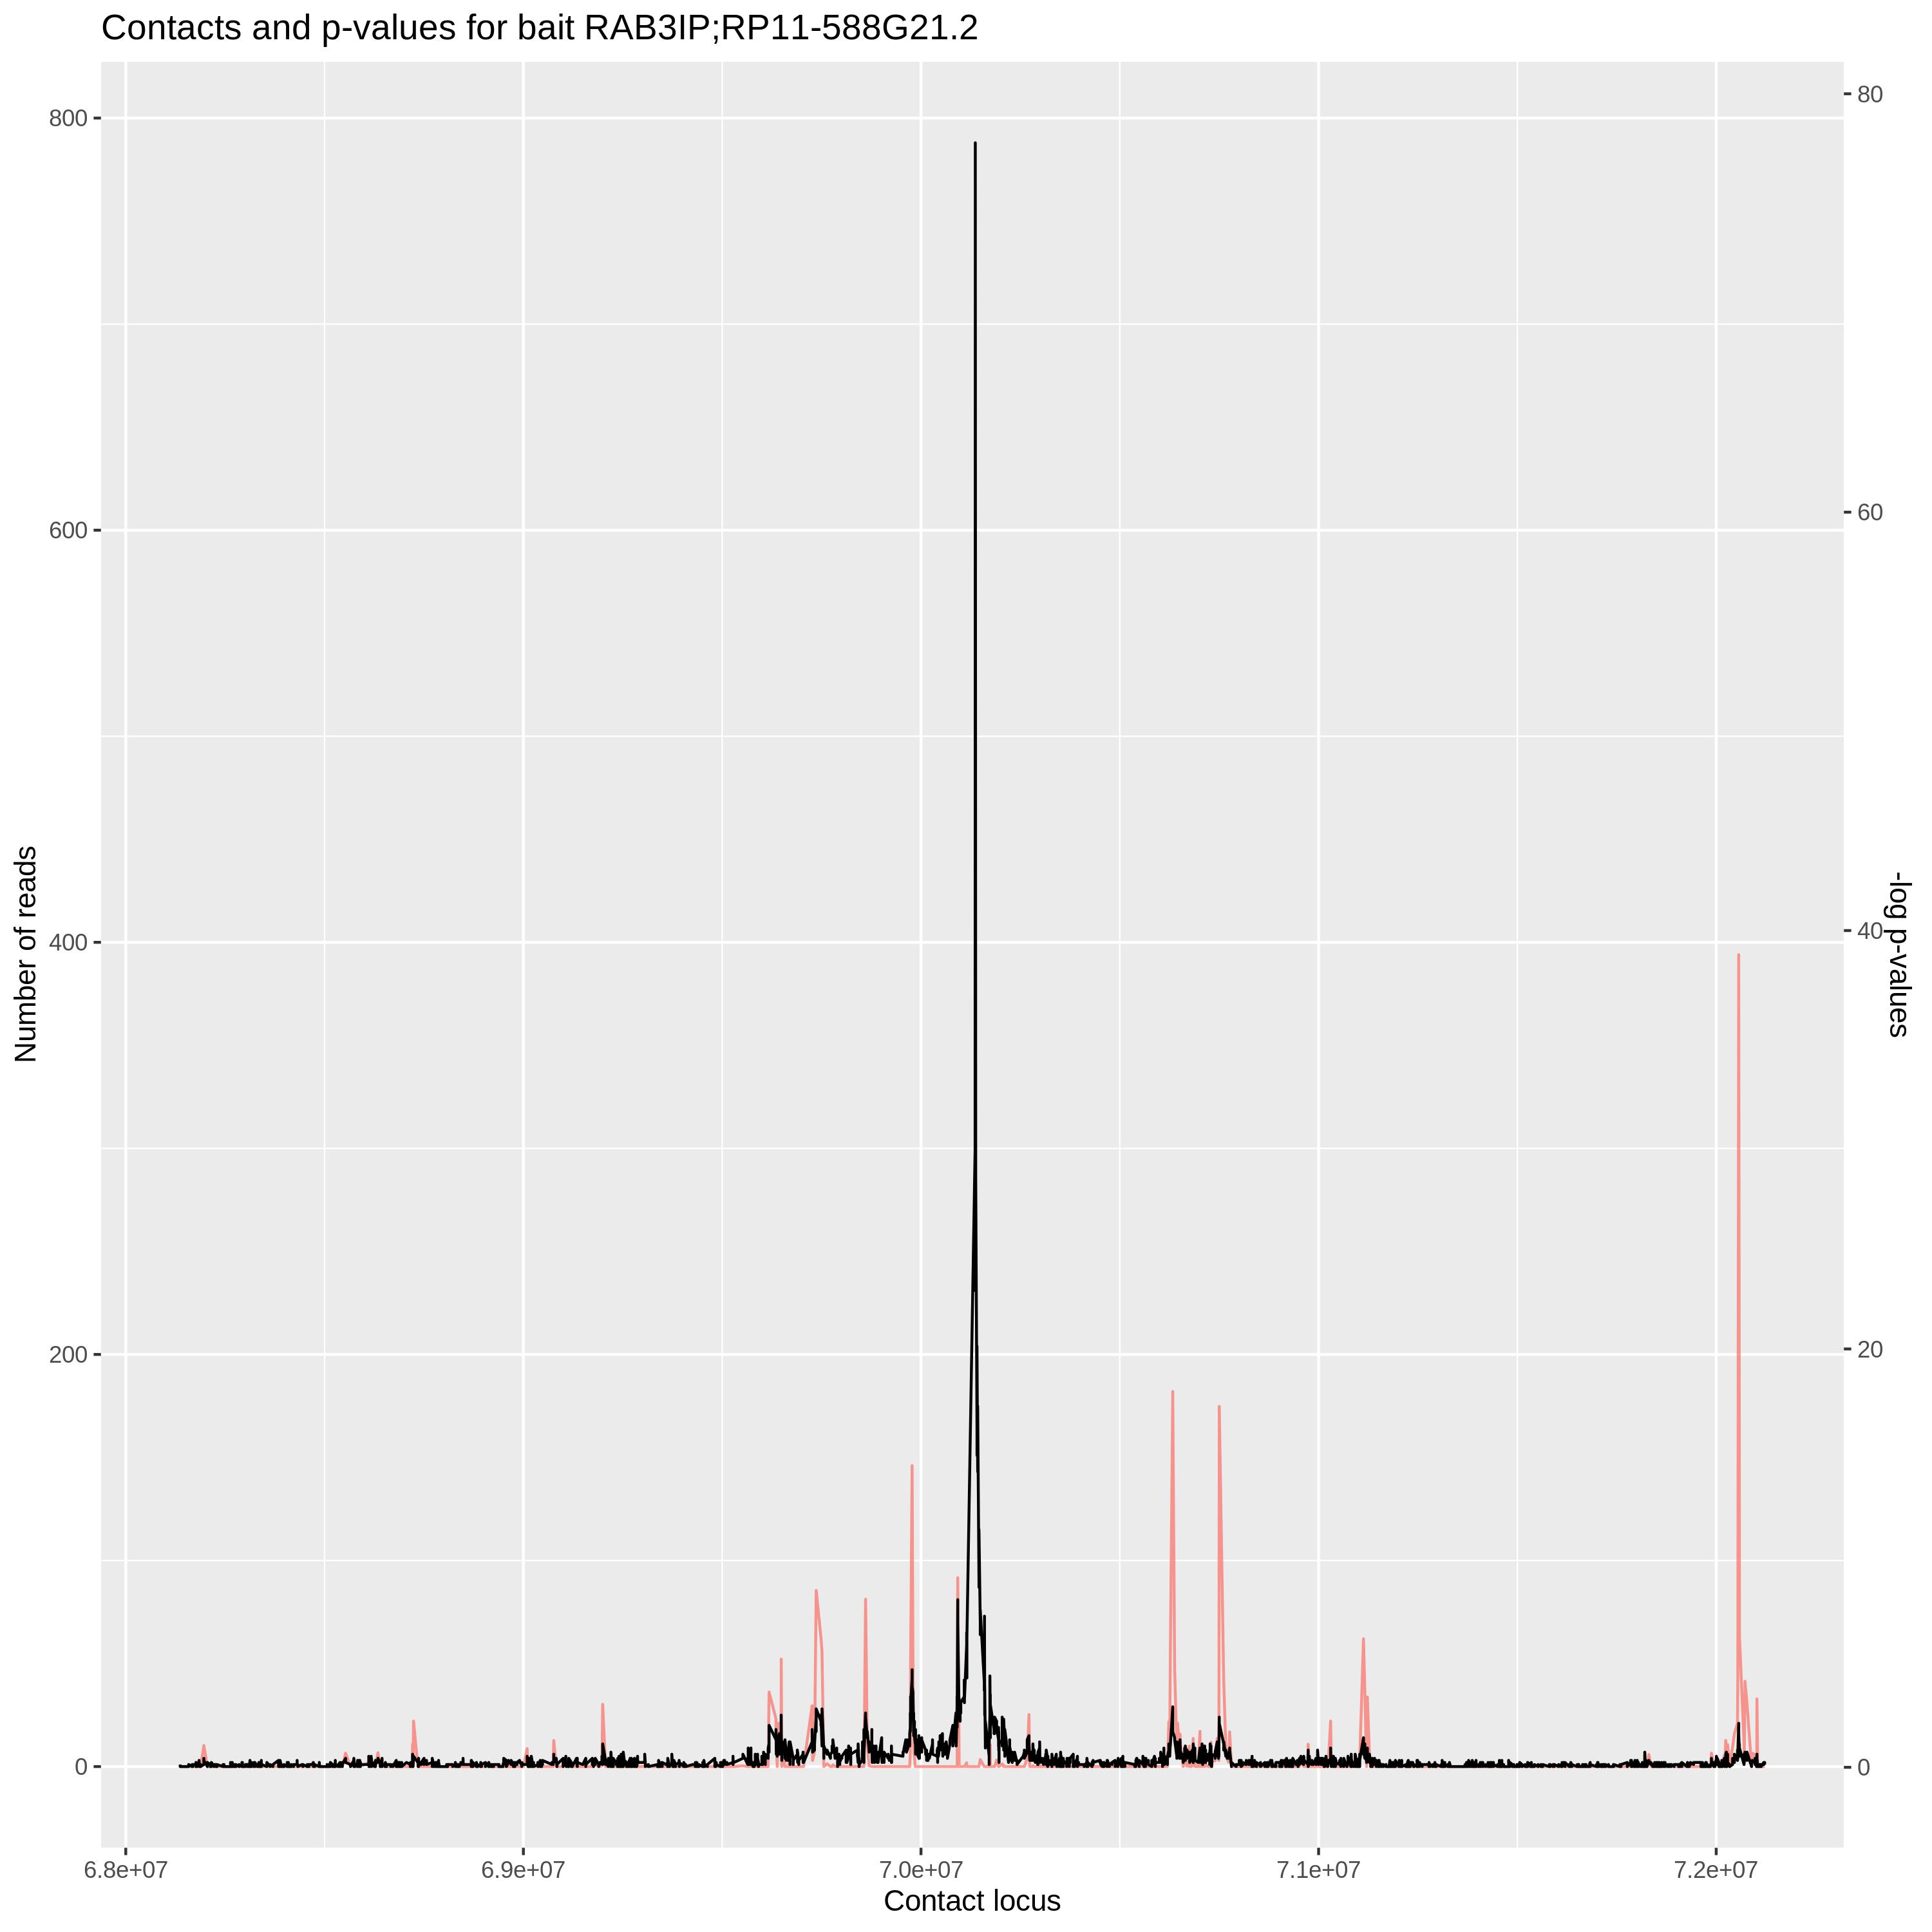 Contacts and p-values for bait RAB3IP;RP11-588G21.2
800
600
400
200
0
Number of reads
80
60
40
20
0
-log p-values
6.8e+07
6.9e+07
7.0e+07
7.1e+07
7.2e+07
Contact locus